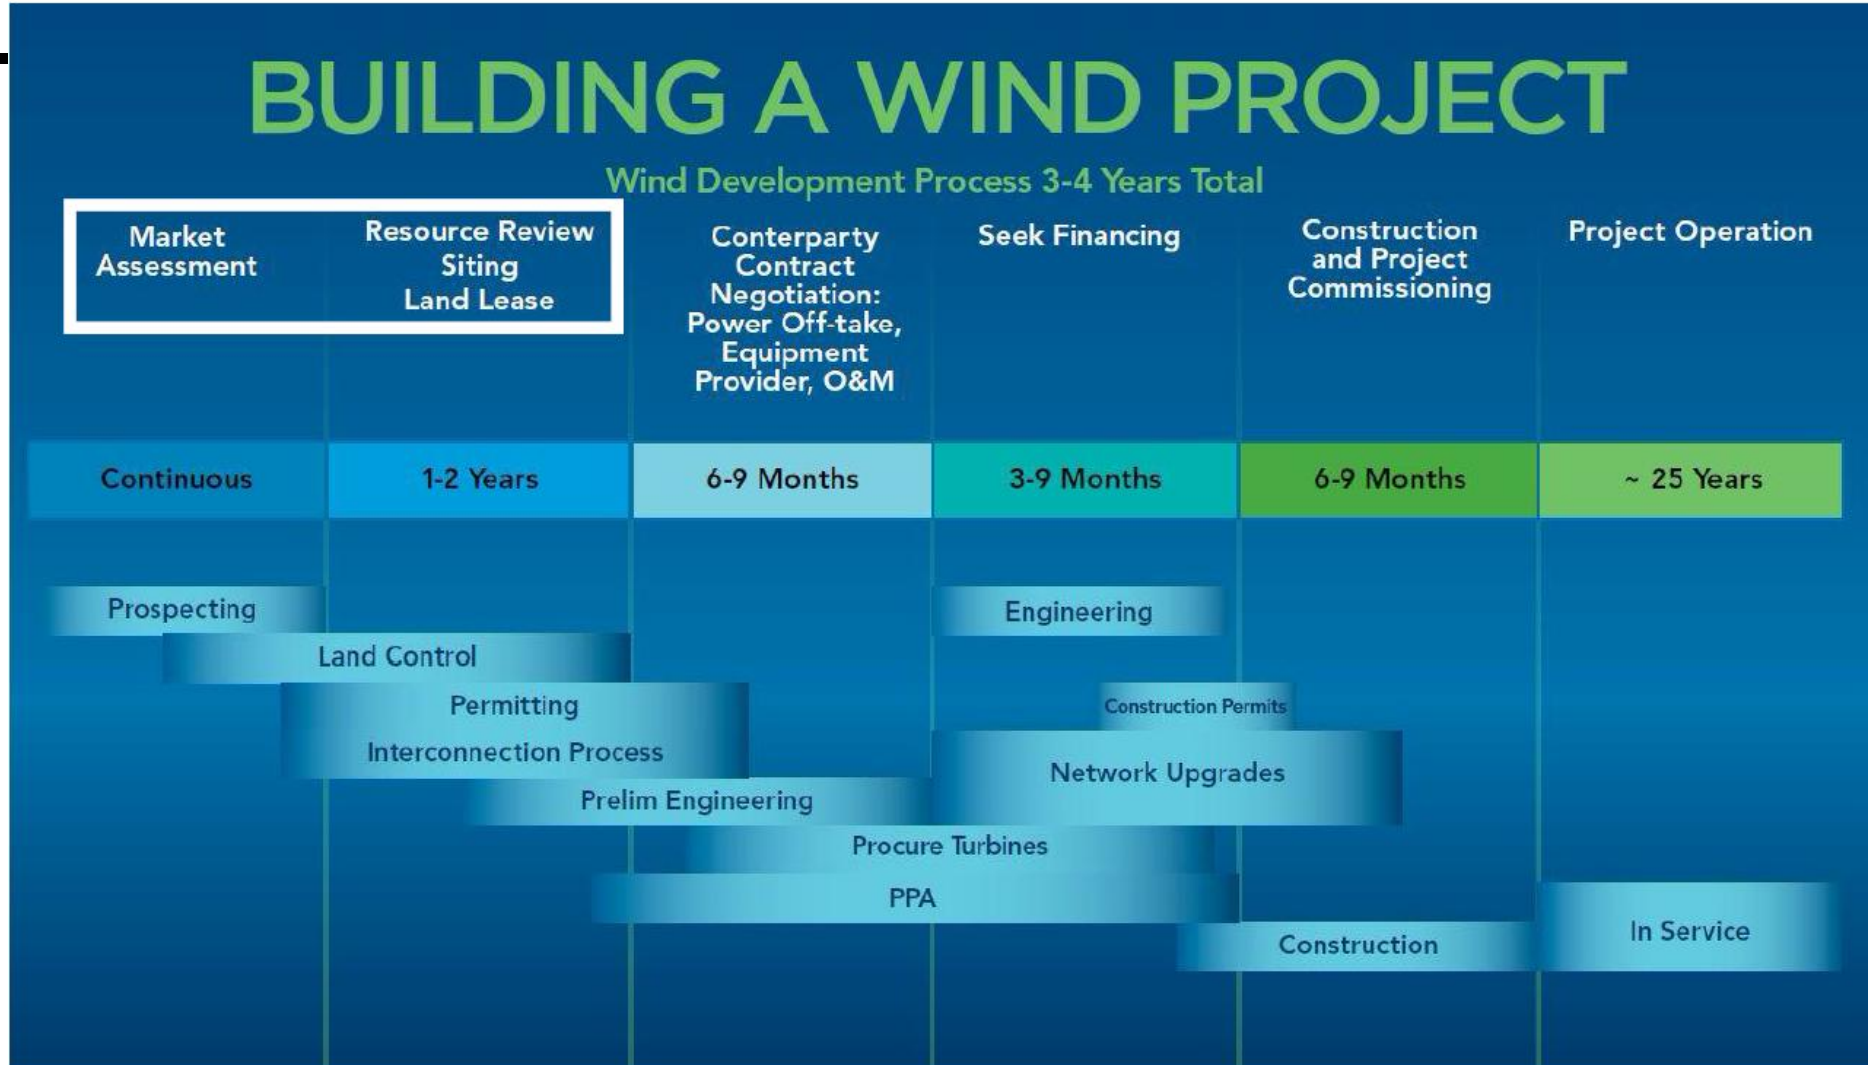 BUILDING A WIND PROJECT
Wind Development Process 3-4 Years Total
Market
Assessment
Resource Review
Siting
Land Lease
Conterparty
Contract
Negotiation:
Power Off-take,
Equipment
Provider, O&M
Seek Financing
Construction
and Project
Commissioning
Project Operation
Continuous
1-2 Years
6-9 Months
3-9 Months
6-9 Months
~ 25 Years
Prospecting
Engineering
Land Control
Permitting
Construction Permits
Interconnection Process
Network Upgrades
Prelim Engineering
Procure Turbines
PPA
In Service
Construction